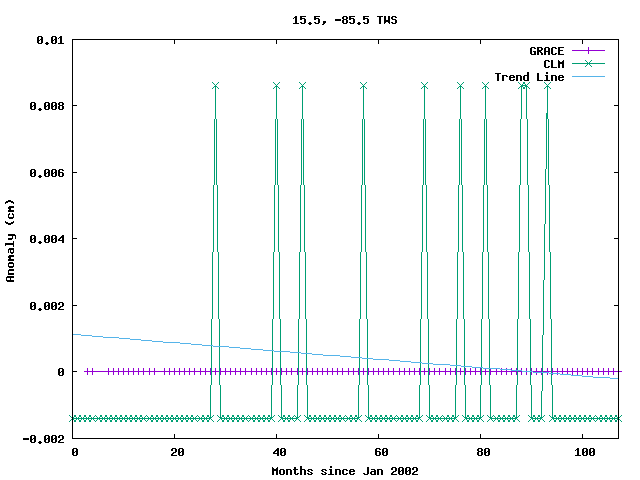 15.5, -85.5 TWS
GRACE
CLM
Trend Line
0.01
0.008
0.006
0.004
0.002
0
-0.002
Anomaly (cm)
0 20 40 60 80 100
Months since Jan 2002